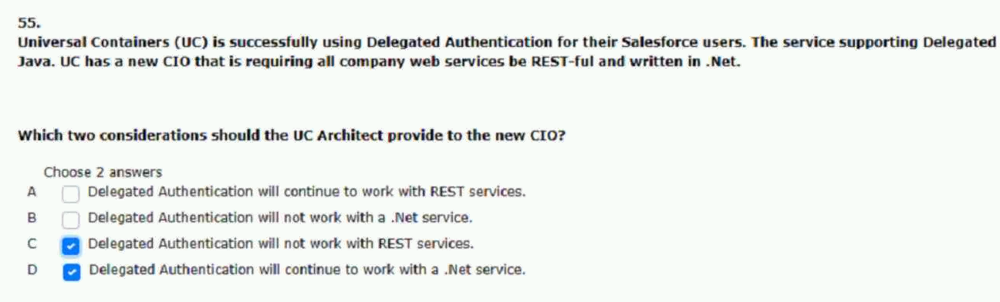 55.
Universal Containers (UC) is successfully using Delegated Authentication for their Salesforce users. The service supporting Delegated
Java. UC has a new CIO that is requiring all company web services be REST-ful and written in .Net.
Which two considerations should the UC Architect provide to the new CIO?
Choose 2 answers
A Delegated Authentication will continue to work with REST services.
B Delegated Authentication will not work with a .Net service.
C Delegated Authentication will not work with REST services.
D Delegated Authentication will continue to work with a .Net service.